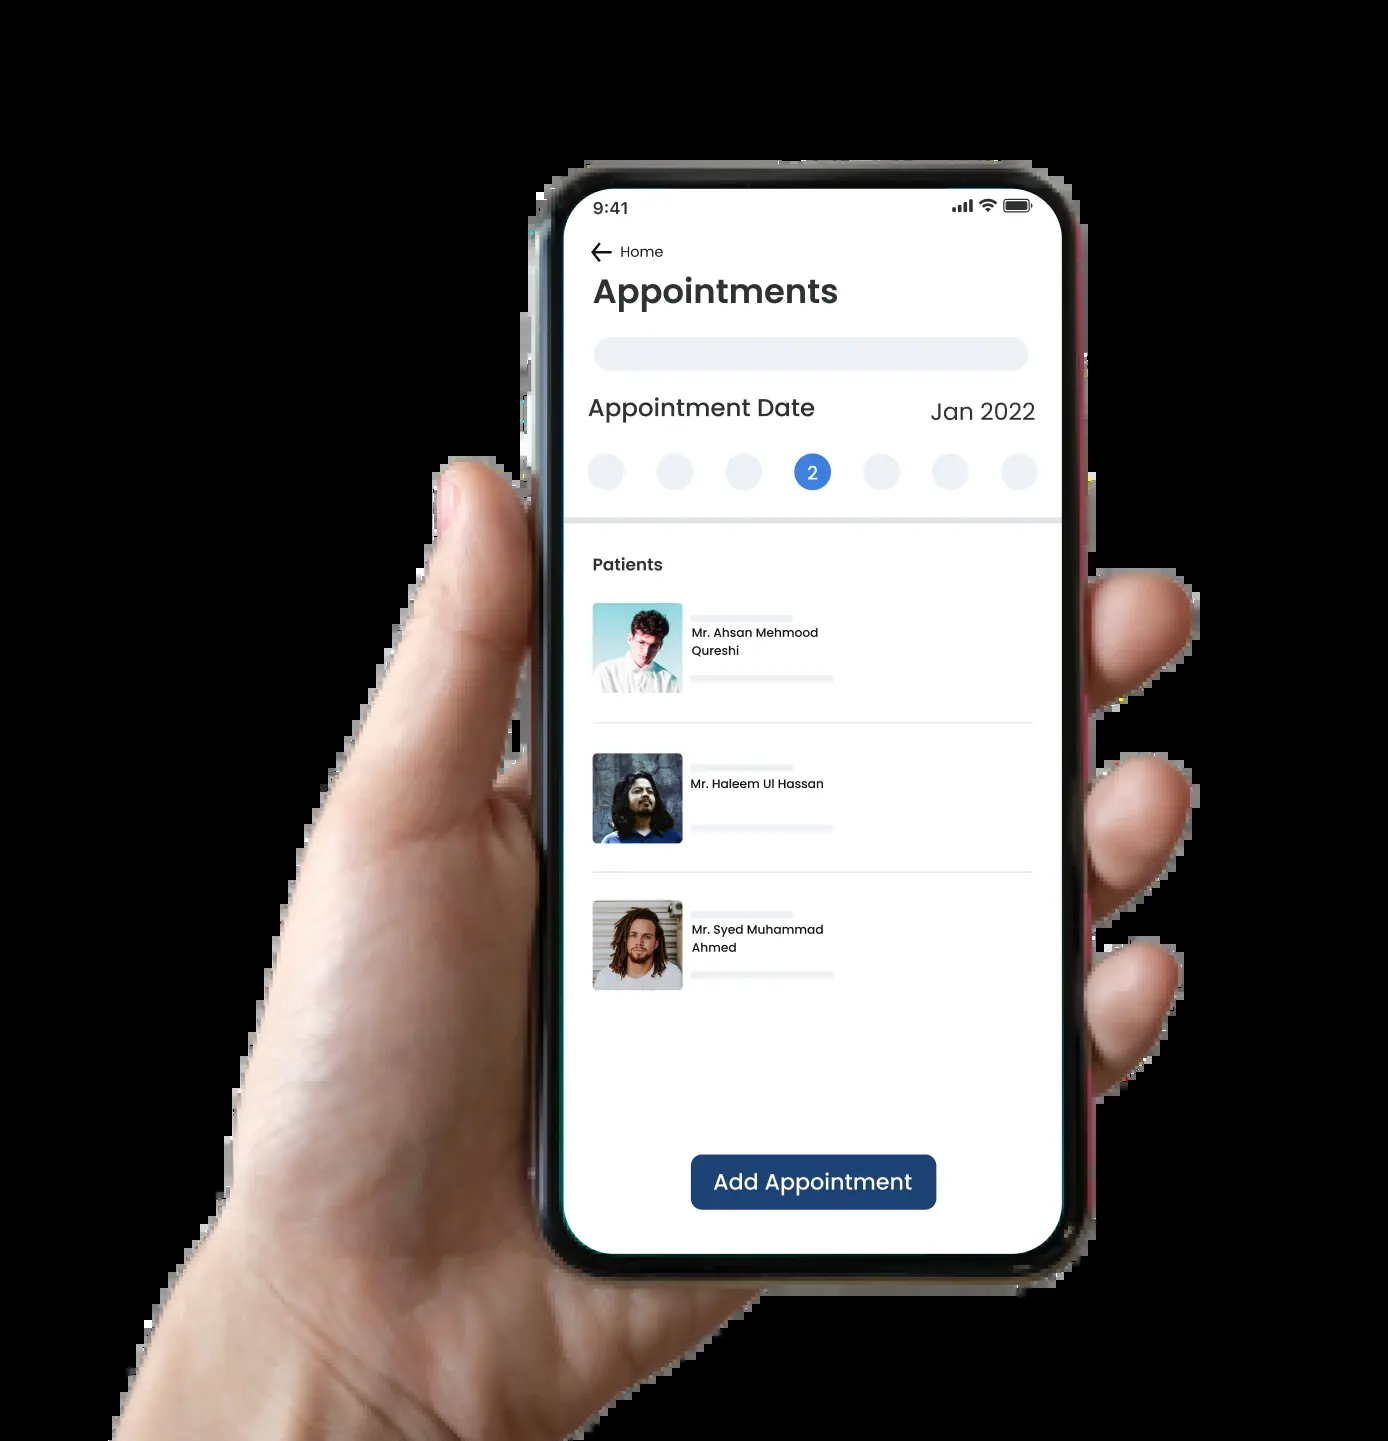 9:41
Home
Appointments
Appointment Date
Jan 2022
2
Patients
Mr. Ahsan Mehmood
Qureshi
Mr. Haleem Ul Hassan
Mr. Syed Muhammad
Ahmed
Add Appointment